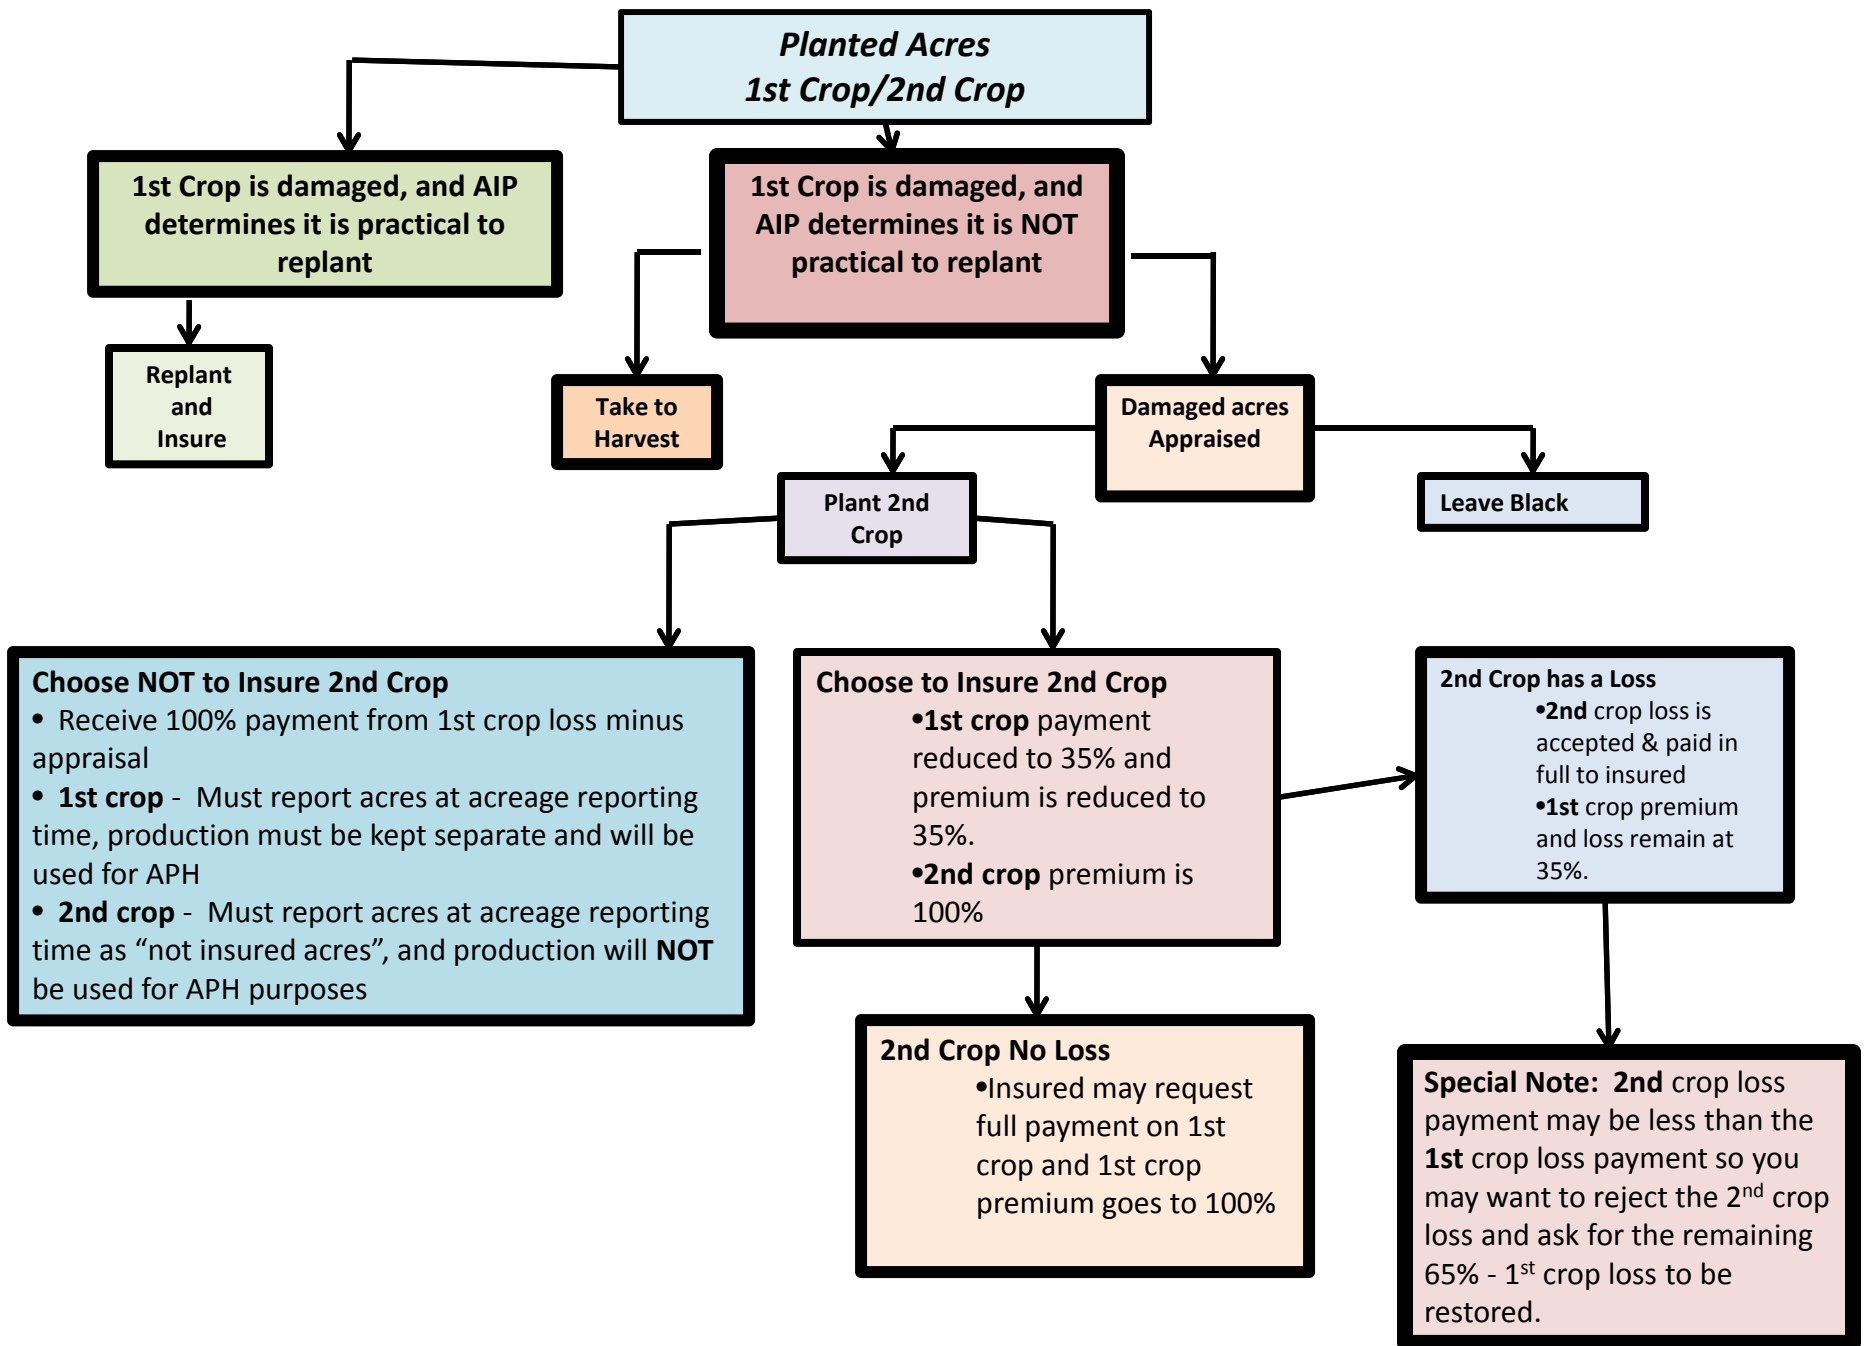 Planted Acres
1st Crop/2nd Crop
1st Crop is damaged, and AIP
determines it is practical to
replant
1st Crop is damaged, and
AIP determines it is NOT
practical to replant
Replant
and
Insure
Take to
Harvest
Damaged acres
Appraised
Plant 2nd
Crop
Leave Black
Choose NOT to Insure 2nd Crop
• Receive 100% payment from 1st crop loss minus
appraisal
• 1st crop - Must report acres at acreage reporting
time, production must be kept separate and will be
used for APH
• 2nd crop - Must report acres at acreage reporting
time as “not insured acres”, and production will NOT
be used for APH purposes
Choose to Insure 2nd Crop
•1st crop payment
reduced to 35% and
premium is reduced to
35%.
•2nd crop premium is
100%
2nd Crop has a Loss
•2nd crop loss is
accepted & paid in
full to insured
•1st crop premium
and loss remain at
35%.
2nd Crop No Loss
•Insured may request
full payment on 1st
crop and 1st crop
premium goes to 100%
Special Note: 2nd crop loss
payment may be less than the
1st crop loss payment so you
may want to reject the 2nd crop
loss and ask for the remaining
65% - 1st crop loss to be
restored.